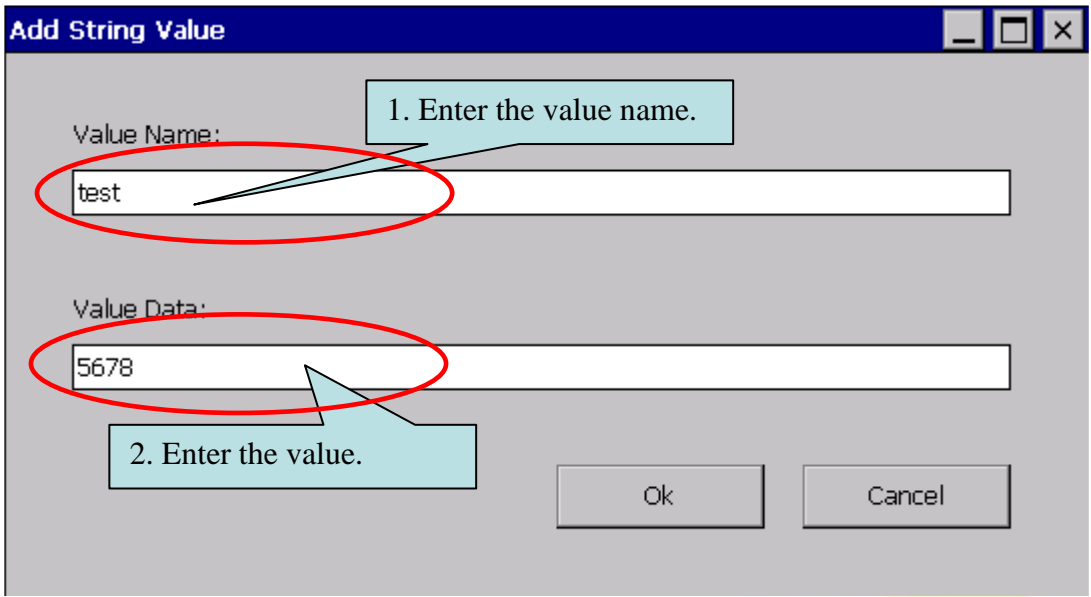 Add String Value
1. Enter the value name.
Value Name:
test
Value Data:
5678
2. Enter the value.
Ok
Cancel